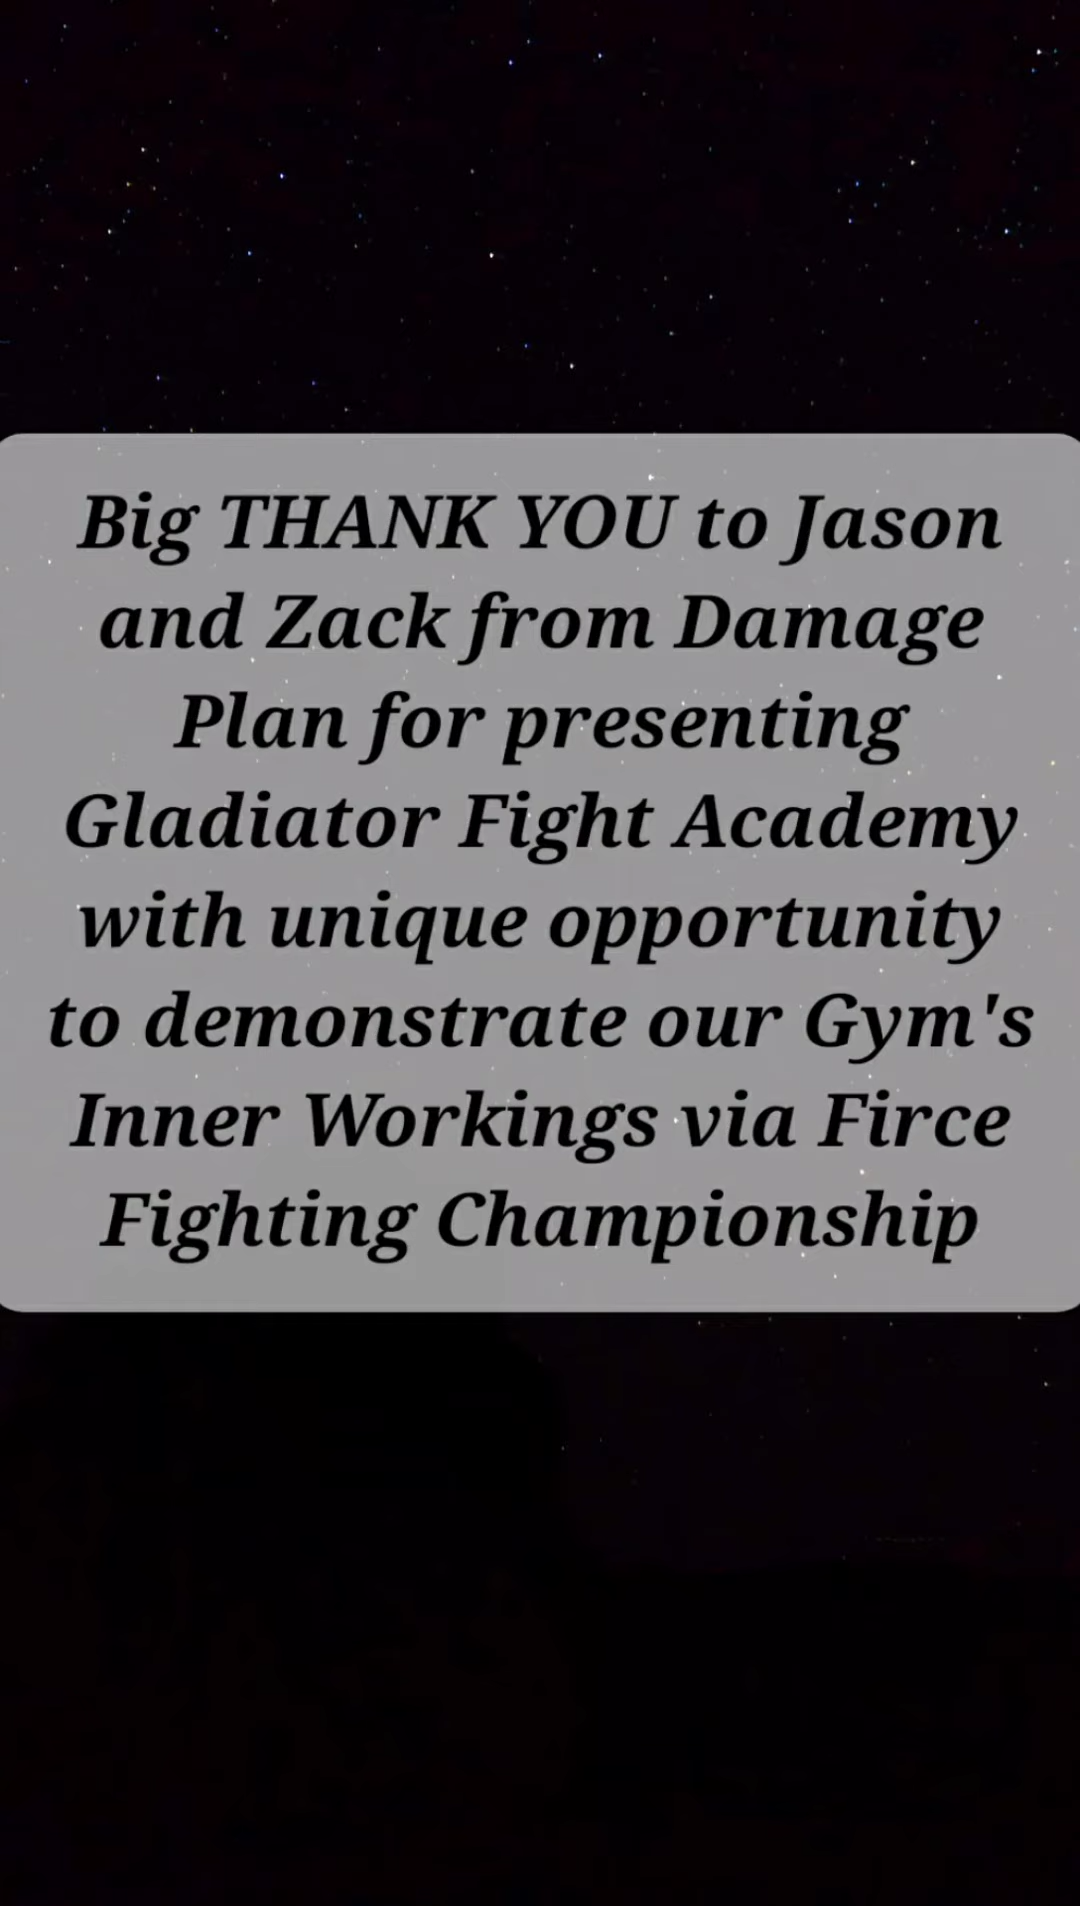 Big THANK YOU to Jason
and Zack from Damage
Plan for presenting
Gladiator Fight Academy
with unique opportunity
to demonstrate our Gym's
Inner Workings via Firce
Fighting Championship